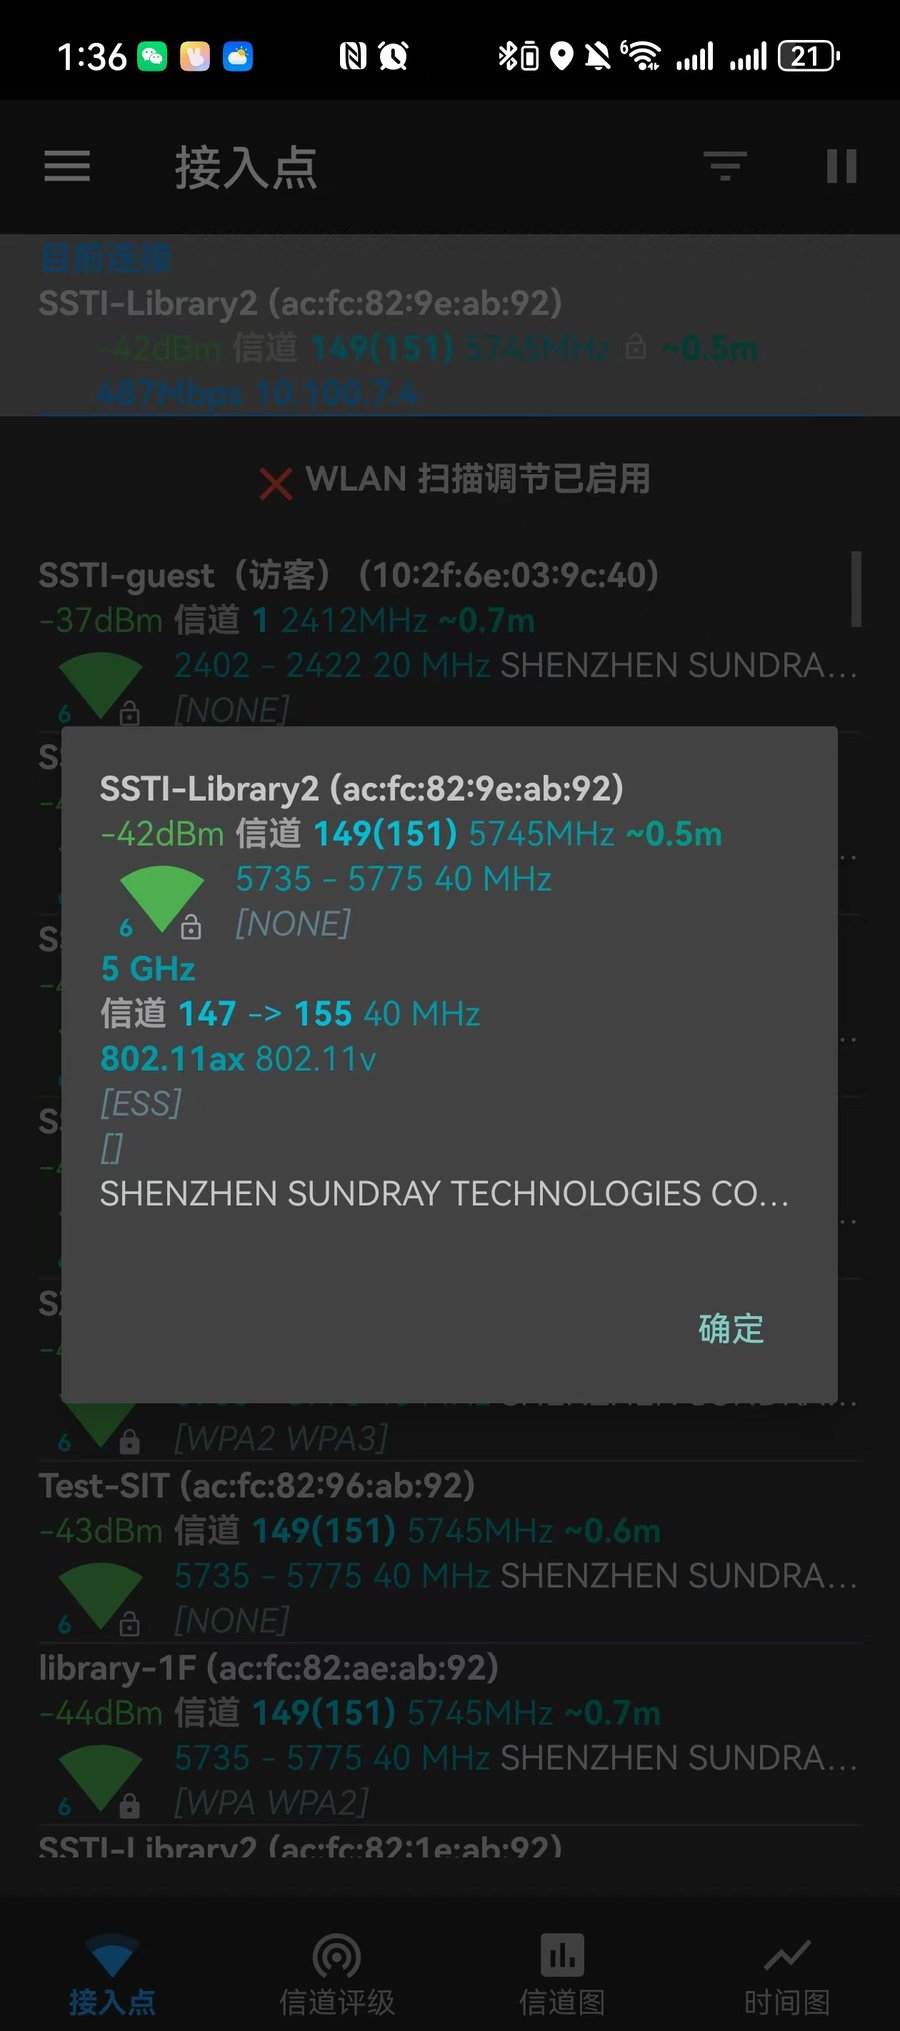 1:36
6
21
接入点
目前连接
SSTI-Library2 (ac:fc:82:9e:ab:92)
-42dBm 信道 149(151) 5745MHz ~0.5m
487Mbps 10.100.7.4
WLAN 扫描调节已启用
SSTI-guest（访客） (10:2f:6e:03:9c:40)
-37dBm 信道 1 2412MHz ~0.7m
2402 - 2422 20 MHz SHENZHEN SUNDRA...
6 [NONE]
SSTI-Library2 (ac:fc:82:9e:ab:92)
-42dBm 信道 149(151) 5745MHz ~0.5m
5735 - 5775 40 MHz
6 [NONE]
5 GHz
信道 147 -> 155 40 MHz
802.11ax 802.11v
[ESS]
[]
SHENZHEN SUNDRAY TECHNOLOGIES CO...
确定
6 [WPA2 WPA3]
Test-SIT (ac:fc:82:96:ab:92)
-43dBm 信道 149(151) 5745MHz ~0.6m
5735 - 5775 40 MHz SHENZHEN SUNDRA...
6 [NONE]
library-1F (ac:fc:82:ae:ab:92)
-44dBm 信道 149(151) 5745MHz ~0.7m
5735 - 5775 40 MHz SHENZHEN SUNDRA...
6 [WPA WPA2]
SSTI-Library2 (ac:fc:82:1e:ab:92)
接入点
信道评级
信道图
时间图